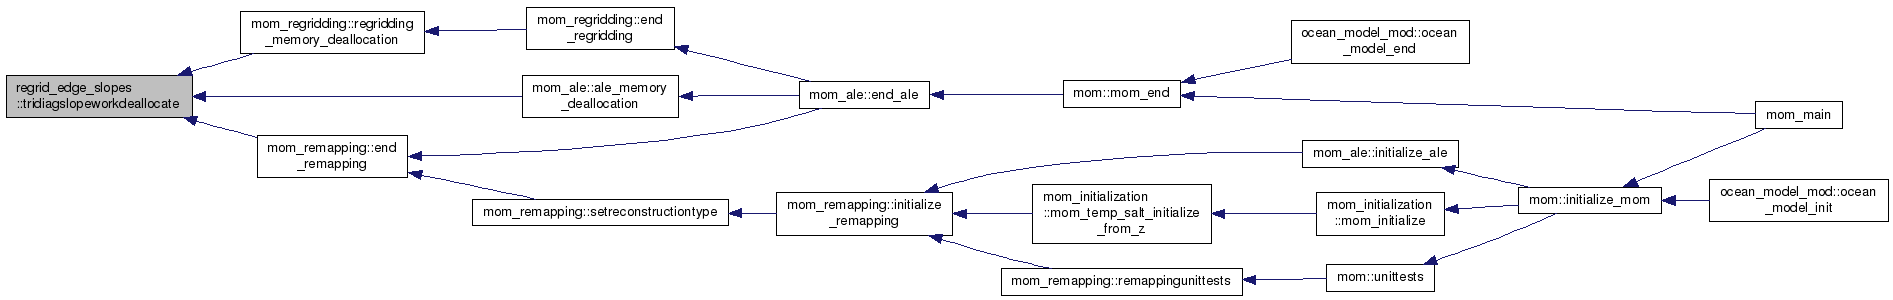 regrid_edge_slopes
::tridiagslopeworkdeallocate
mom_regridding::regridding
_memory_deallocation
mom_regridding::end
_regridding
mom_ale::ale_memory
_deallocation
mom_remapping::end
_remapping
mom_remapping::setreconstructiontype
mom_ale::end_ale
mom_remapping::initialize
_remapping
mom::mom_end
mom_initialization
::mom_temp_salt_initialize
_from_z
mom_remapping::remappingunittests
ocean_model_mod::ocean
_model_end
mom_ale::initialize_ale
mom_initialization
::mom_initialize
mom::unittests
mom_main
mom::initialize_mom
ocean_model_mod::ocean
_model_init